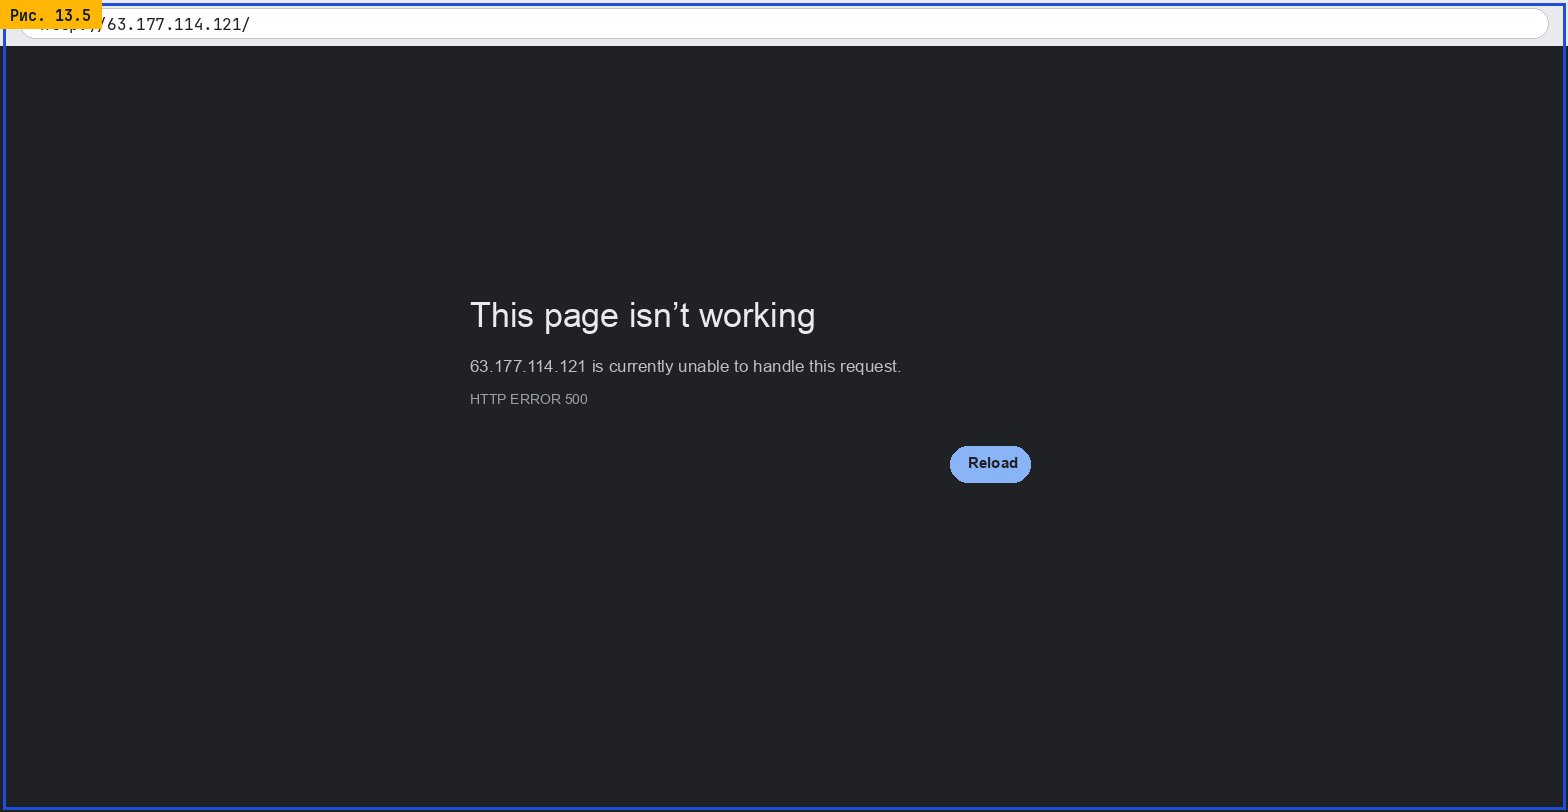 Рис. 13.5
//63.177.114.121/
This page isn’t working
63.177.114.121 is currently unable to handle this request.
HTTP ERROR 500
Reload